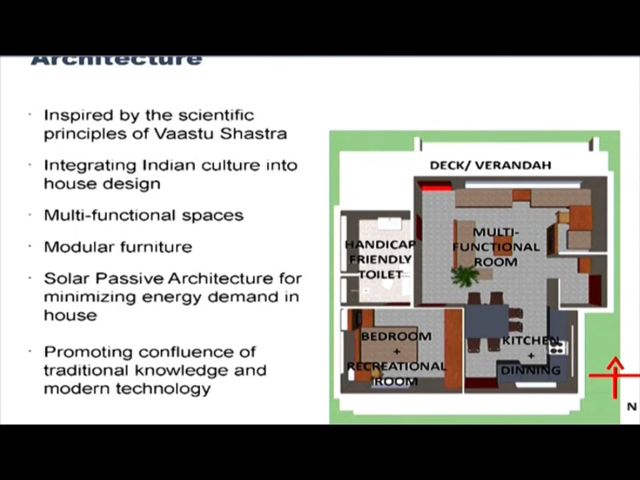 Architecture
· Inspired by the scientific
principles of Vaastu Shastra
· Integrating Indian culture into
house design
· Multi-functional spaces
· Modular furniture
· Solar Passive Architecture for
minimizing energy demand in
house
· Promoting confluence of
traditional knowledge and
modern technology
DECK/ VERANDAH
MULTI-
FUNCTIONAL
ROOM
HANDICAP
FRIENDLY
TOILET
BEDROOM
+
RECREATIONAL
ROOM
KITCHEN
+
DINNING
N